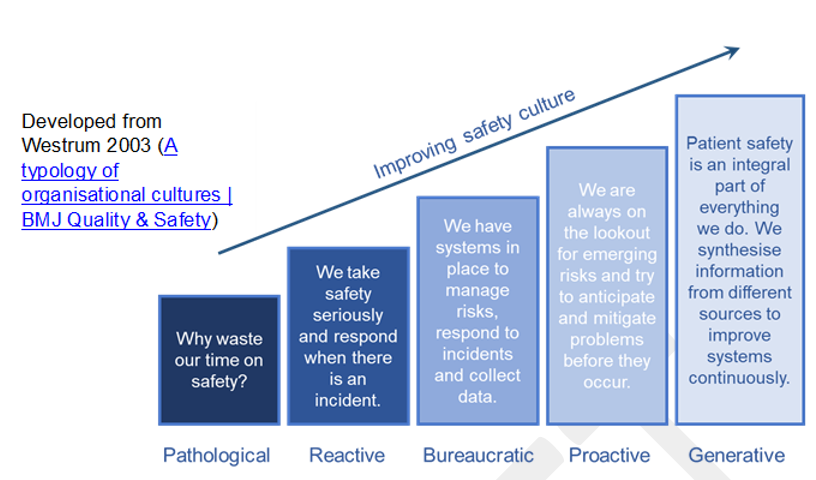 Improving safety culture
Developed from
Westrum 2003 (A
typology of
organisational cultures |
BMJ Quality & Safety)
Why waste
our time on
safety?
We take
safety
seriously
and respond
when there
is an
incident.
We have
systems in
place to
manage
risks,
respond to
incidents
and collect
data.
We are
always on
the lookout
for emerging
risks and try
to anticipate
and mitigate
problems
before they
occur.
Patient safety
is an integral
part of
everything
we do. We
synthesise
information
from different
sources to
improve
systems
continuously.
Pathological
Reactive
Bureaucratic
Proactive
Generative